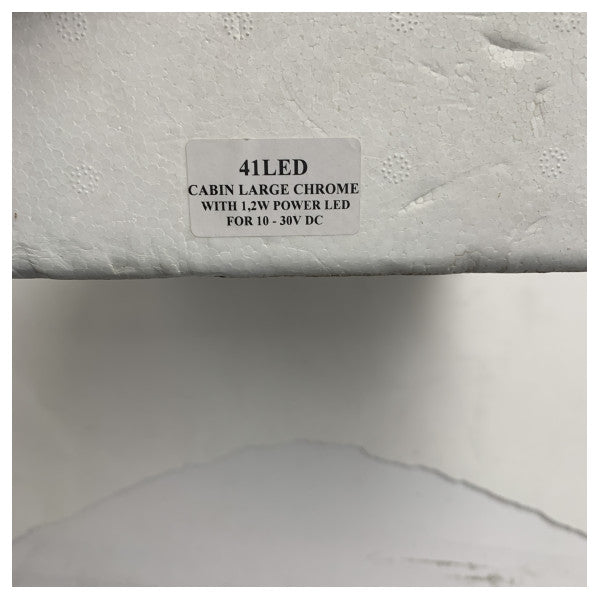 41LED
CABIN LARGE CHROME
WITH 1,2W POWER LED
FOR 10 - 30V DC